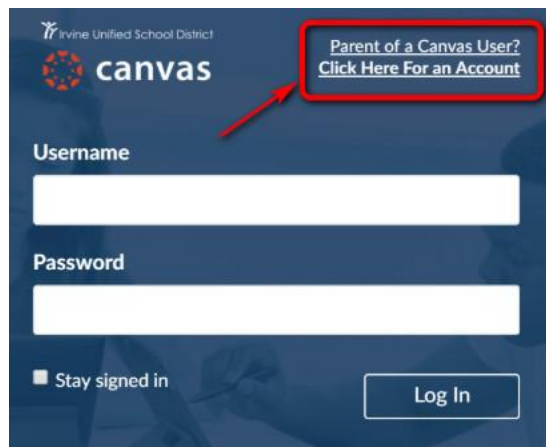 Irvine Unified School District
canvas
Parent of a Canvas User?
Click Here For an Account
Username
Password
Stay signed in
Log In